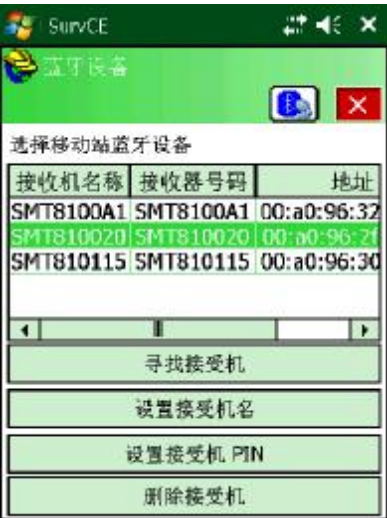 SurvCE
蓝牙设备
选择移动站蓝牙设备
接收机名称 接收器号码 地址
SMT8100A1 SMT8100A1 00:a0:96:32
SMT810020 SMT810020 00:a0:96:2f
SMT810115 SMT810115 00:a0:96:30
寻找接受机
设置接受机名
设置接受机 PIN
删除接受机